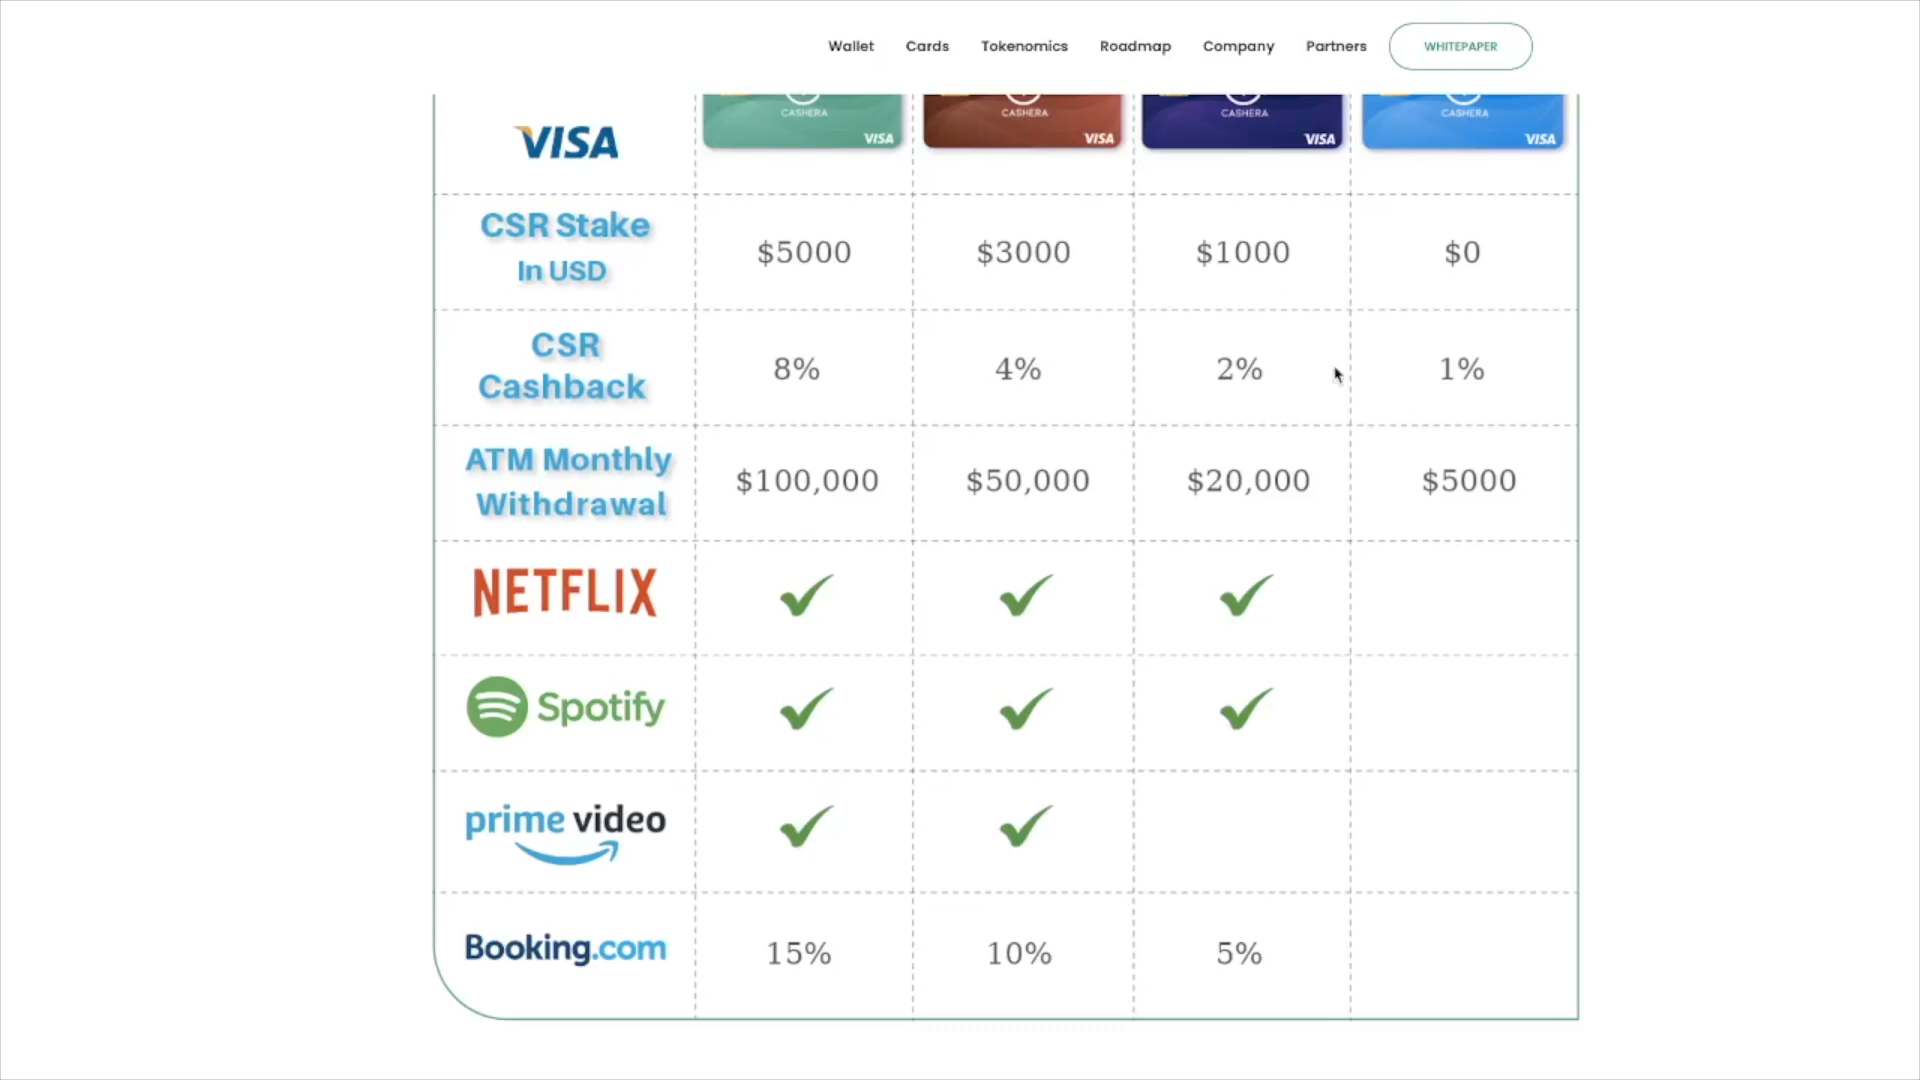 Wallet Cards Tokenomics Roadmap Company Partners WHITEPAPER
CASHERA CASHERA CASHERA CASHERA
VISA VISA VISA VISA VISA
CSR Stake
In USD
$5000 $3000 $1000 $0
CSR
Cashback
8% 4% 2% 1%
ATM Monthly
Withdrawal
$100,000 $50,000 $20,000 $5000
NETFLIX
Spotify
prime video
Booking.com 15% 10% 5%